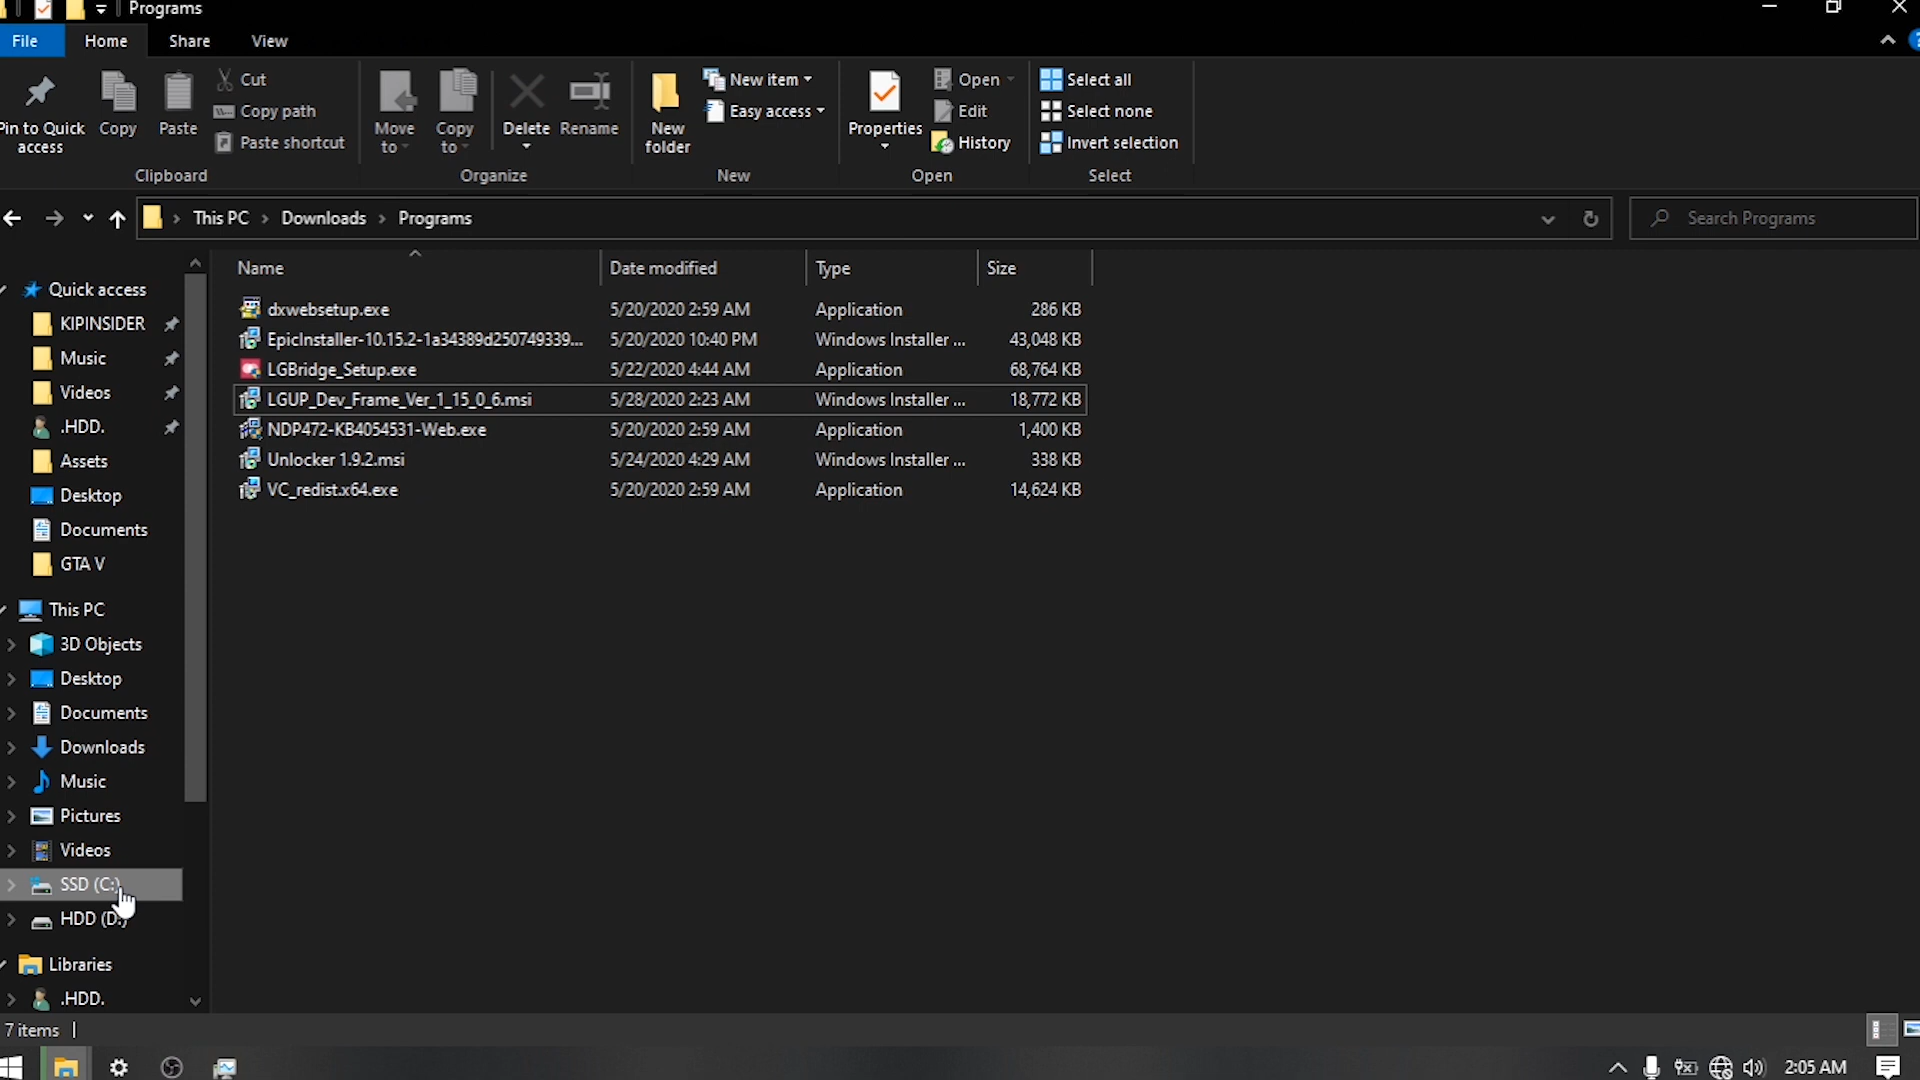 Programs
File Home Share View
Pin to Quick access
Copy
Paste
Cut
Copy path
Paste shortcut
Clipboard
Move to
Copy to
Delete
Rename
Organize
New folder
New item
Easy access
New
Properties
Open
Edit
History
Open
Select all
Select none
Invert selection
Select
This PC > Downloads > Programs
Search Programs
Name Date modified Type Size
dxwebsetup.exe 5/20/2020 2:59 AM Application 286 KB
EpicInstaller-10.15.2-1a34389d250749339... 5/20/2020 10:40 PM Windows Installer ... 43,048 KB
LGBridge_Setup.exe 5/22/2020 4:44 AM Application 68,764 KB
LGUP_Dev_Frame_Ver_1_15_0_6.msi 5/28/2020 2:23 AM Windows Installer ... 18,772 KB
NDP472-KB4054531-Web.exe 5/20/2020 2:59 AM Application 1,400 KB
Unlocker 1.9.2.msi 5/24/2020 4:29 AM Windows Installer ... 338 KB
VC_redist.x64.exe 5/20/2020 2:59 AM Application 14,624 KB
Quick access
KIPINSIDER
Music
Videos
.HDD.
Assets
Desktop
Documents
GTA V
This PC
3D Objects
Desktop
Documents
Downloads
Music
Pictures
Videos
SSD (C:)
HDD (D:)
Libraries
.HDD.
7 items
2:05 AM